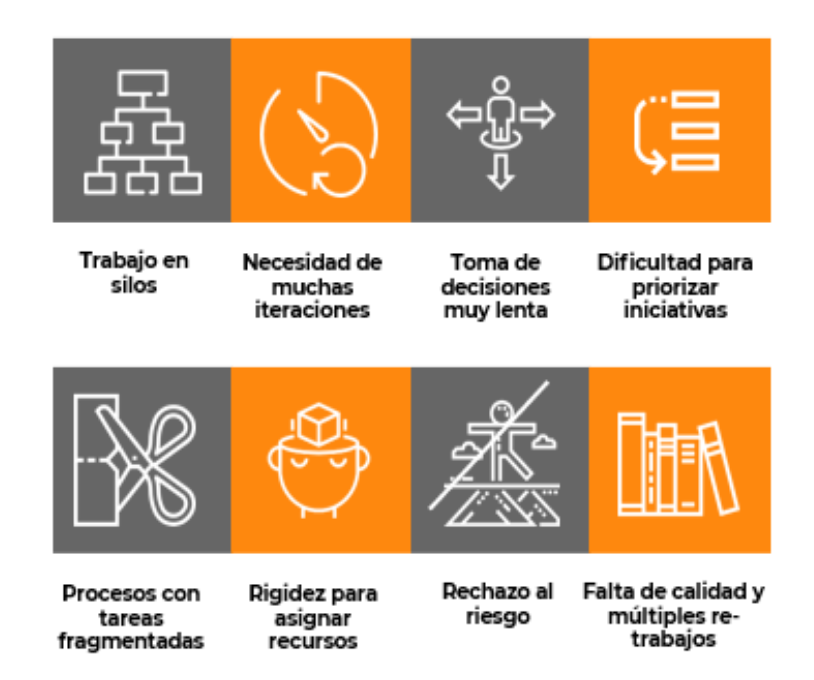 Trabajo en
silos
Necesidad de
muchas
iteraciones
Toma de
decisiones
muy lenta
Dificultad para
priorizar
iniciativas
Procesos con
tareas
fragmentadas
Rigidez para
asignar
recursos
Rechazo al
riesgo
Falta de calidad y
múltiples re-
trabajos